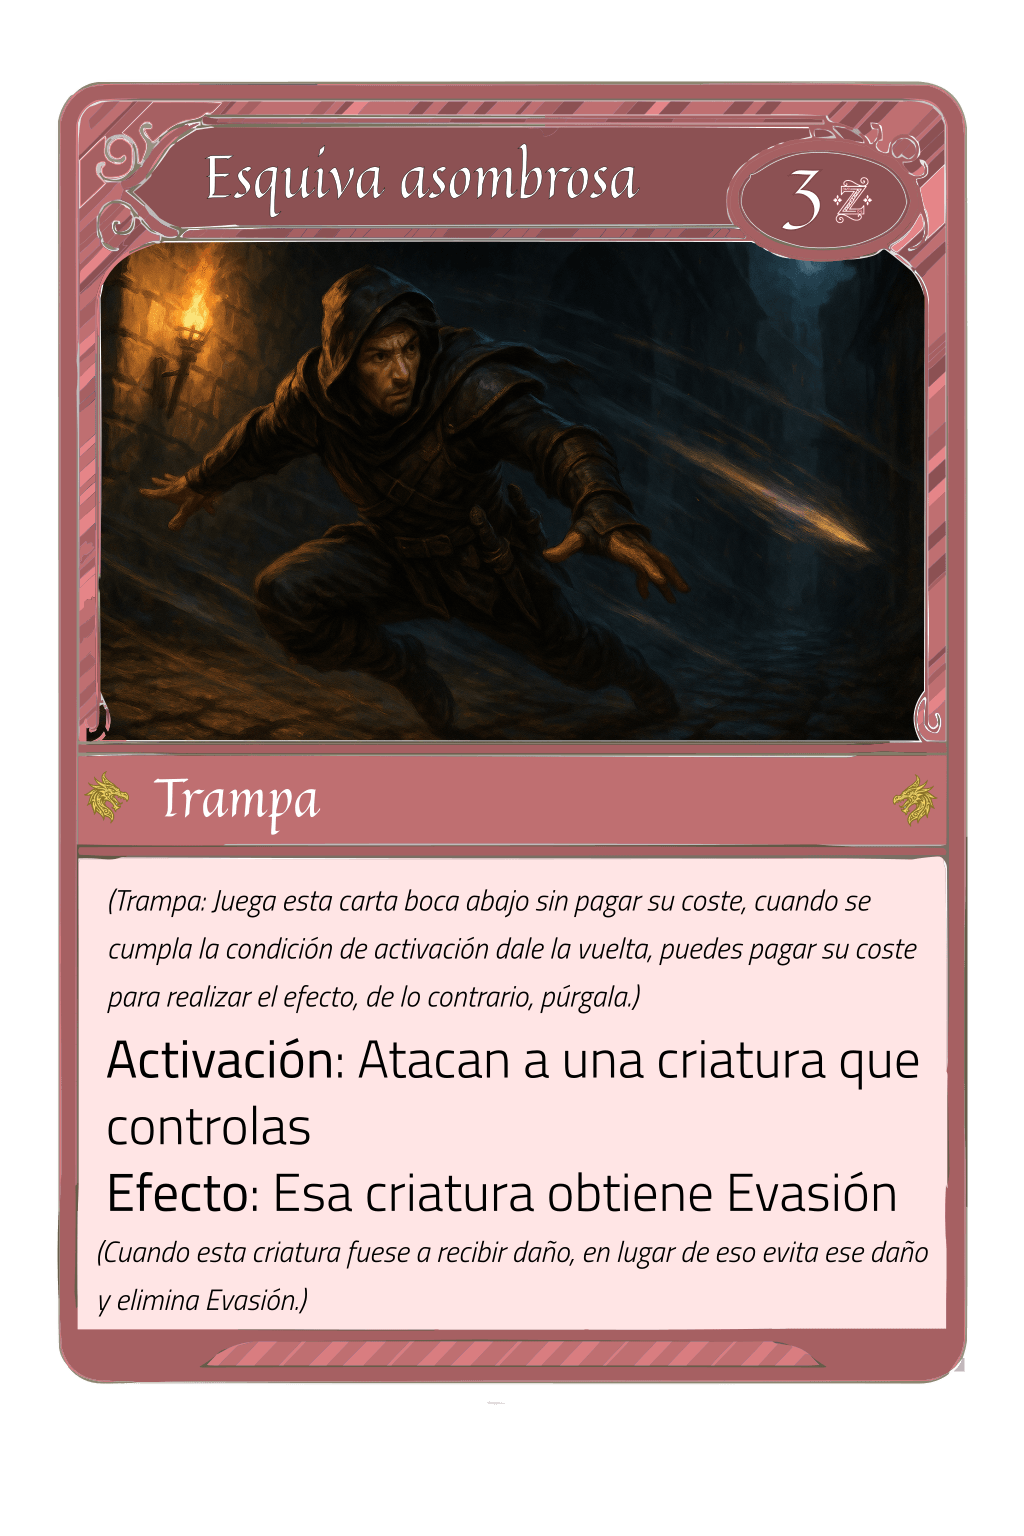 Esquiva asombrosa
3 Z
Trampa
(Trampa: Juega esta carta boca abajo sin pagar su coste, cuando se
cumpla la condición de activación dale la vuelta, puedes pagar su coste
para realizar el efecto, de lo contrario, púrgala.)
Activación: Atacan a una criatura que
controlas
Efecto: Esa criatura obtiene Evasión
(Cuando esta criatura fuese a recibir daño, en lugar de eso evita ese daño
y elimina Evasión.)